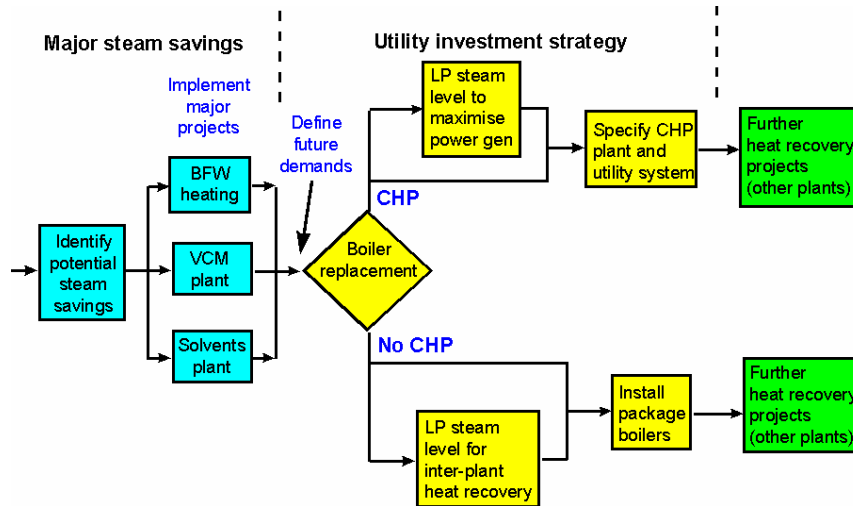 Major steam savings
Utility investment strategy
Implement
major
projects
Define
future
demands
Identify
potential
steam
savings
BFW
heating
VCM
plant
Solvents
plant
Boiler
replacement
CHP
LP steam
level to
maximise
power gen
Specify CHP
plant and
utility system
Further
heat recovery
projects
(other plants)
No CHP
LP steam
level for
inter-plant
heat recovery
Install
package
boilers
Further
heat recovery
projects
(other plants)